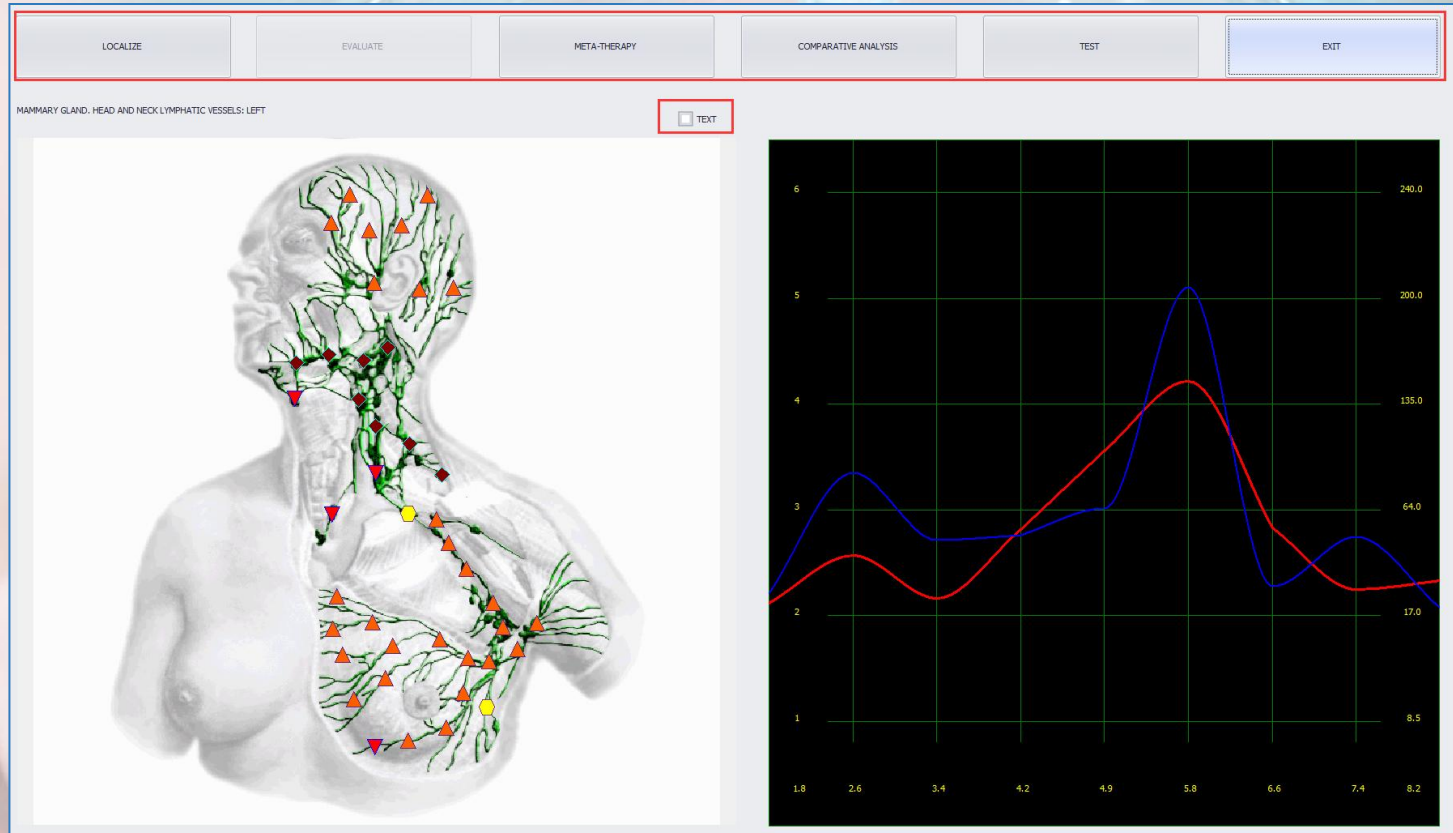 LOCALIZE
EVALUATE
META-THERAPY
COMPARATIVE ANALYSIS
TEST
EXIT
MAMMARY GLAND. HEAD AND NECK LYMPHATIC VESSELS: LEFT
TEXT
6 240.0
5 200.0
4 135.0
3 64.0
2 17.0
1 8.5
1.8 2.6 3.4 4.2 4.9 5.8 6.6 7.4 8.2